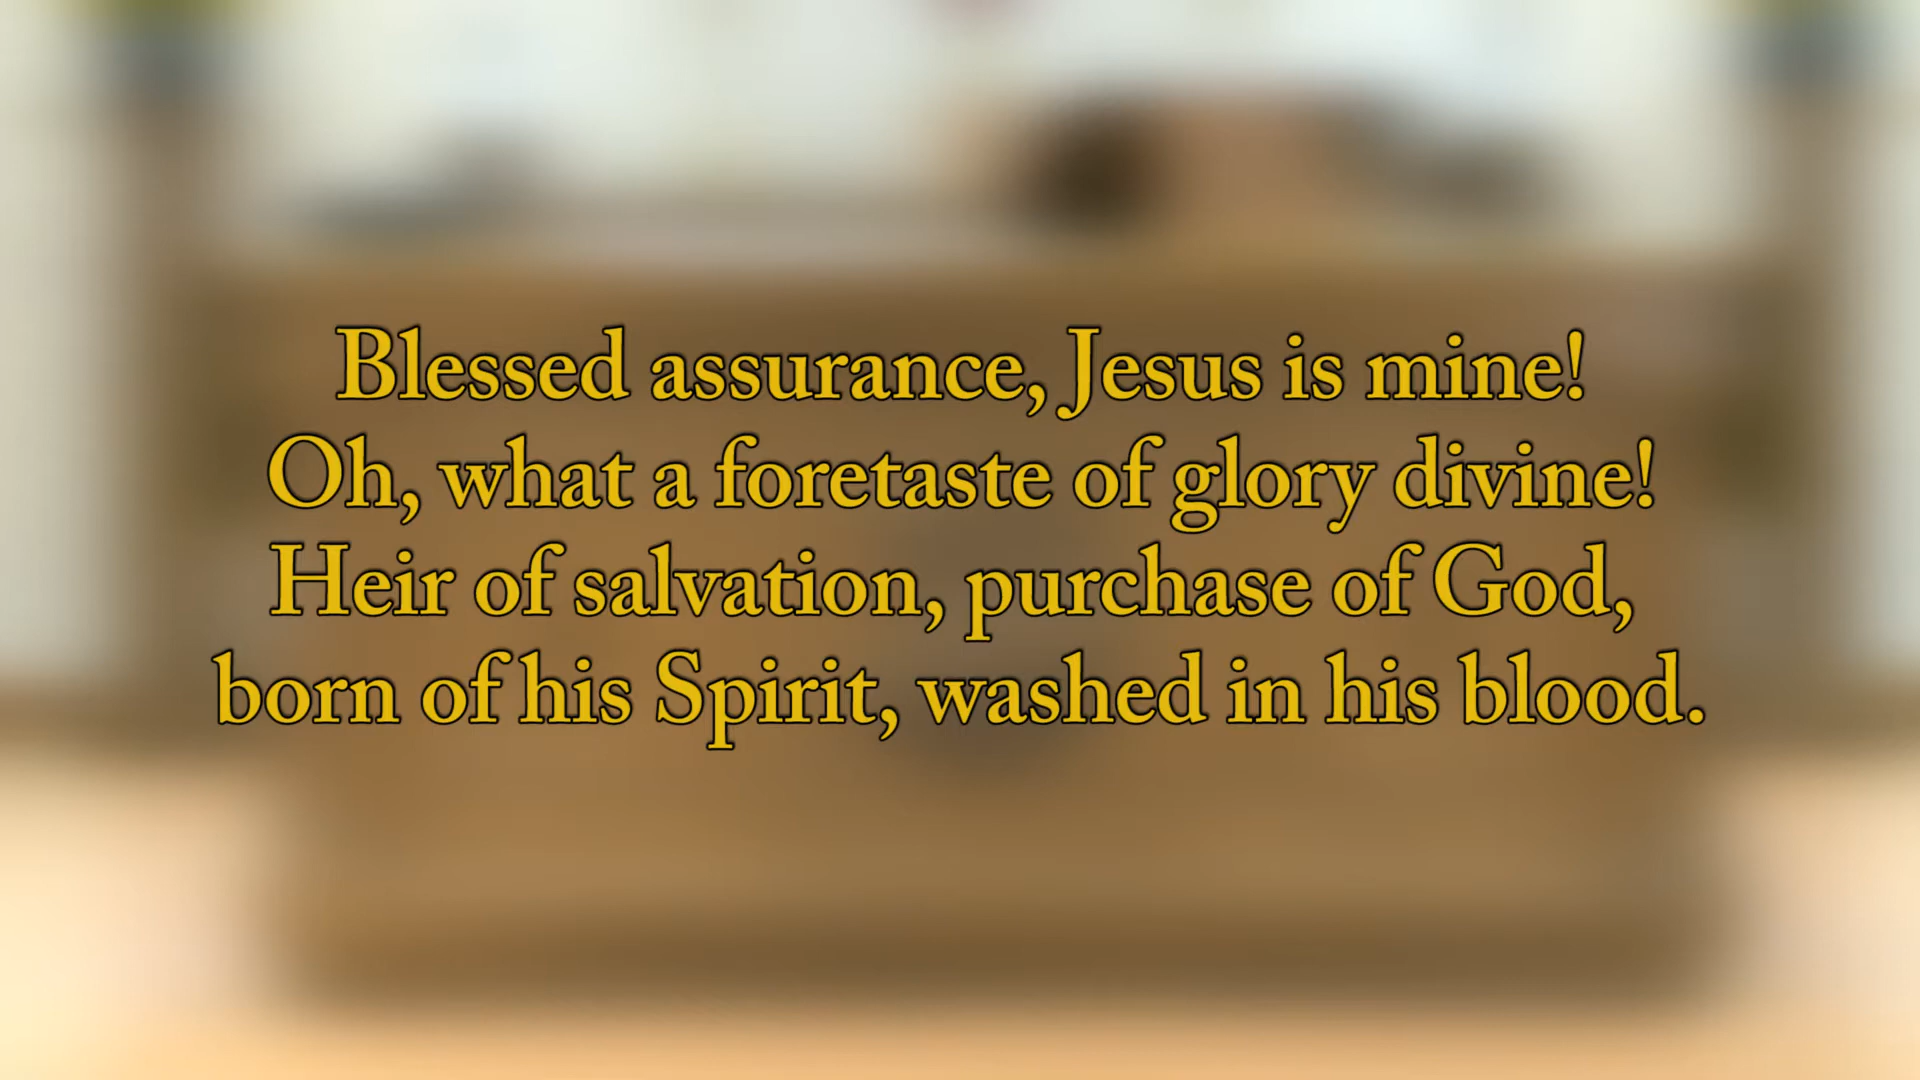 Blessed assurance, Jesus is mine!
Oh, what a foretaste of glory divine!
Heir of salvation, purchase of God,
born of his Spirit, washed in his blood.